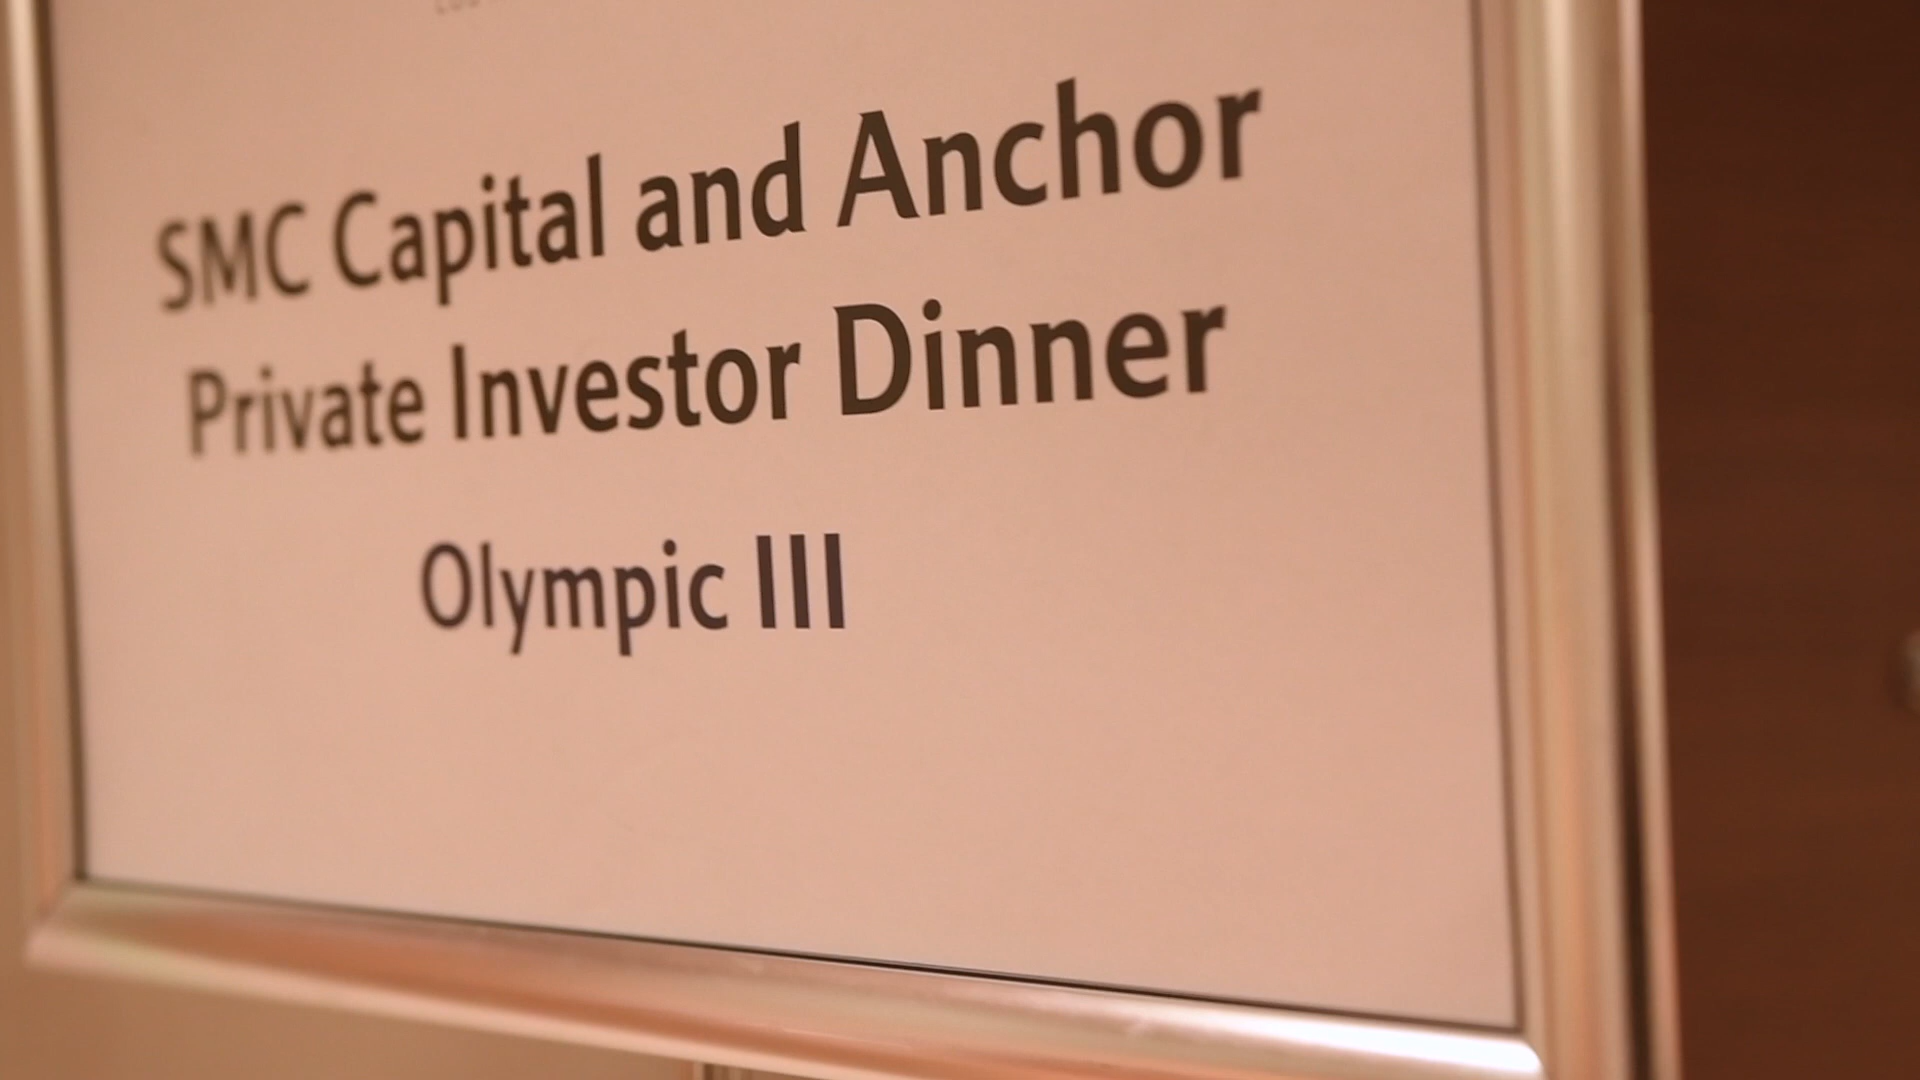 SMC Capital and Anchor
Private Investor Dinner
Olympic III